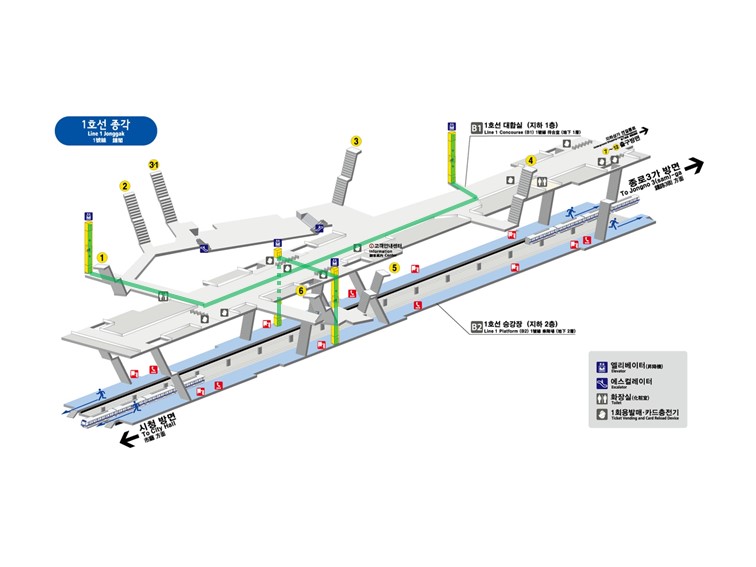 1호선 종각
Line 1 Jonggak
1號線 鐘閣
2
3-1
3
1
B1 1호선 대합실 (지하 1층)
Line 1 Concourse (B1) 1號線 待合室 (地下 1層)
4
출구방면
종로3가 방면
To Jongno 3(sam)-ga
鐘路3街 方面
고객안내센터
Information
5
6
B2 1호선 승강장 (지하 2층)
Line 1 Platform (B2) 1號線 乘降場 (地下 2層)
시청 방면
To City Hall
市廳 方面
엘리베이터(昇降機)
Elevator
에스컬레이터
Escalator
화장실(化粧室)
Toilet
1회용발매·카드충전기
Ticket Vending and Card Reload Device